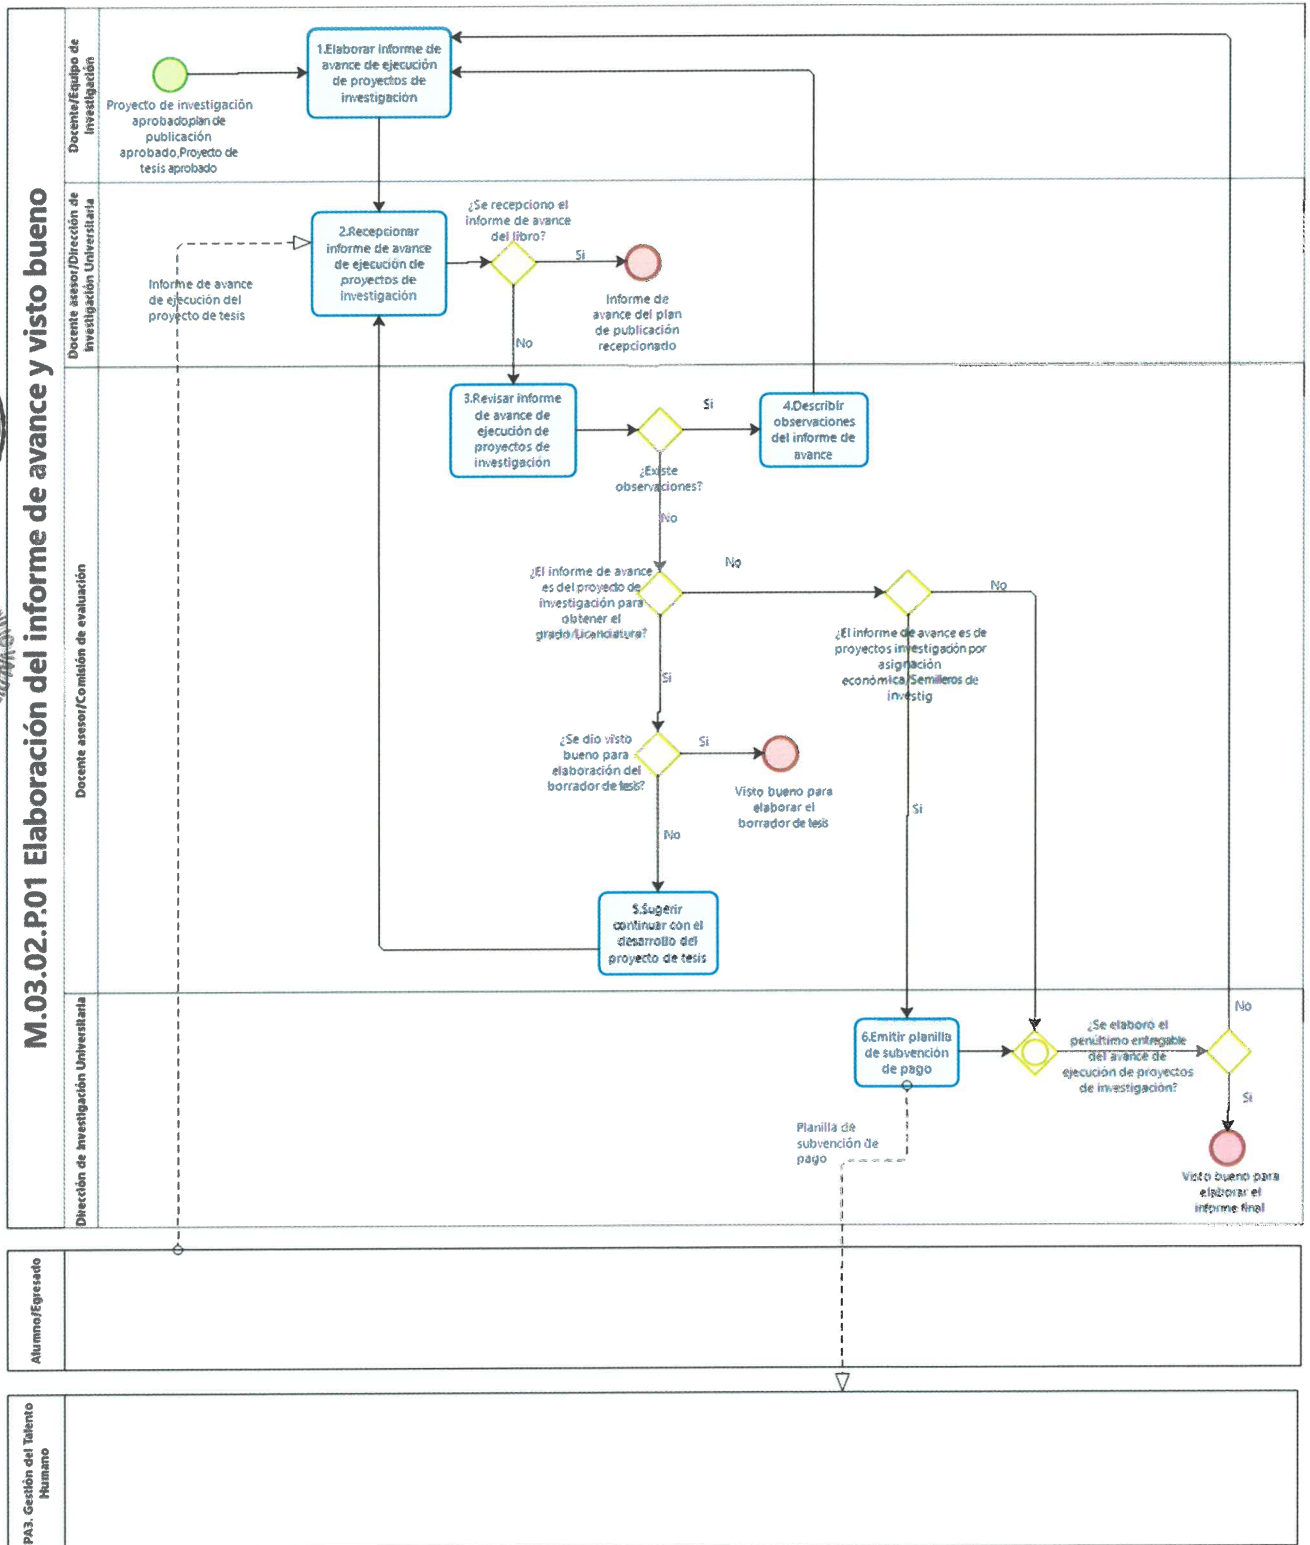 M.03.02.P.01 Elaboración del informe de avance y visto bueno
Docente/Equipo de
Investigación
Proyecto de investigación
aprobadoplan de
publicación
aprobado,Proyecto de
tesis aprobado
1.Elaborar informe de
avance de ejecución
de proyectos de
investigación
Docente asesor/Dirección de
Investigación Universitaria
Informe de avance
de ejecución del
proyecto de tesis
2.Recepcionar
informe de avance
de ejecución de
proyectos de
investigación
¿Se recepciono el
informe de avance
del libro?
Si
No
Informe de
avance del plan
de publicación
recepcionado
Docente asesor/Comisión de evaluación
3.Revisar informe
de avance de
ejecución de
proyectos de
investigación
Si
¿Existe
observaciones?
No
4.Describir
observaciones
del informe de
avance
¿El informe de avance
es del proyecto de
investigación para
obtener el
grado/Licenciatura?
No
Si
¿El informe de avance es de
proyectos investigación por
asignación
económica/Semilleros de
investig
No
Si
¿Se dio visto
bueno para
elaboración del
borrador de tesis?
Si
No
Visto bueno para
elaborar el
borrador de tesis
5.Sugerir
continuar con el
desarrollo del
proyecto de tesis
Dirección de Investigación Universitaria
6.Emitir planilla
de subvención
de pago
¿Se elaboró el
penúltimo entregable
del avance de
ejecución de proyectos
de investigación?
No
Si
Planilla de
subvención de
pago
Visto bueno para
elaborar el
informe final
Alumno/Egresado
PA3. Gestión del Talento
Humano